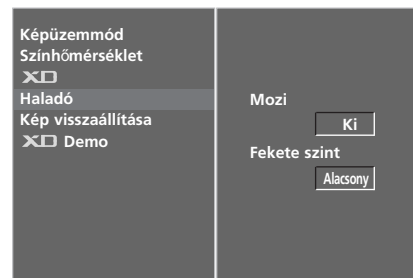 Képüzemmód
Színhőmérséklet
XD
Haladó
Kép visszaállítása
XD Demo
Mozi
Ki
Fekete szint
Alacsony